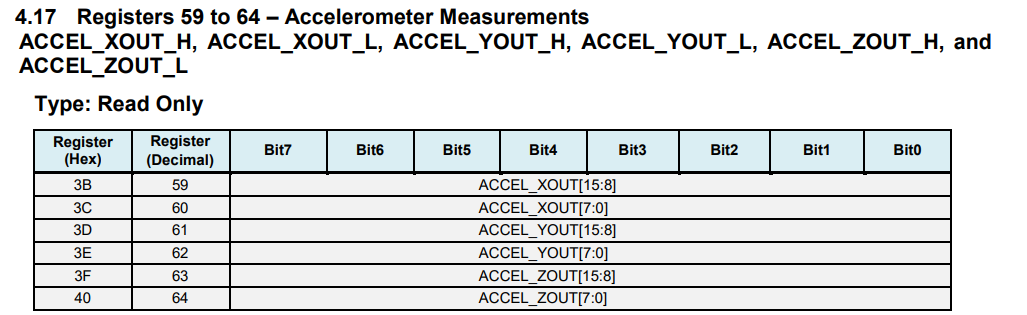 4.17 Registers 59 to 64 – Accelerometer Measurements
ACCEL_XOUT_H, ACCEL_XOUT_L, ACCEL_YOUT_H, ACCEL_YOUT_L, ACCEL_ZOUT_H, and
ACCEL_ZOUT_L
Type: Read Only
Register (Hex) Register (Decimal) Bit7 Bit6 Bit5 Bit4 Bit3 Bit2 Bit1 Bit0
3B 59 ACCEL_XOUT[15:8]
3C 60 ACCEL_XOUT[7:0]
3D 61 ACCEL_YOUT[15:8]
3E 62 ACCEL_YOUT[7:0]
3F 63 ACCEL_ZOUT[15:8]
40 64 ACCEL_ZOUT[7:0]